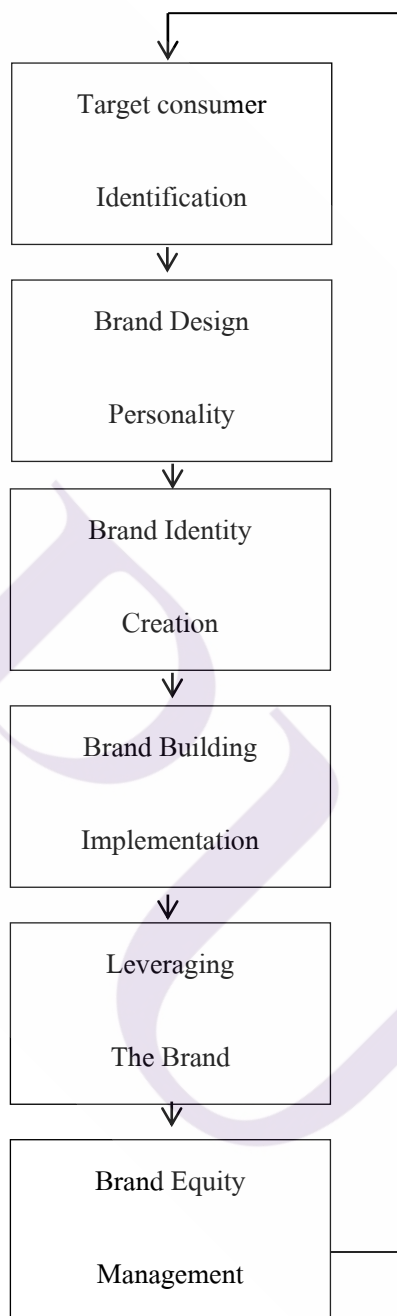 Target consumer
Identification
Brand Design
Personality
Brand Identity
Creation
Brand Building
Implementation
Leveraging
The Brand
Brand Equity
Management